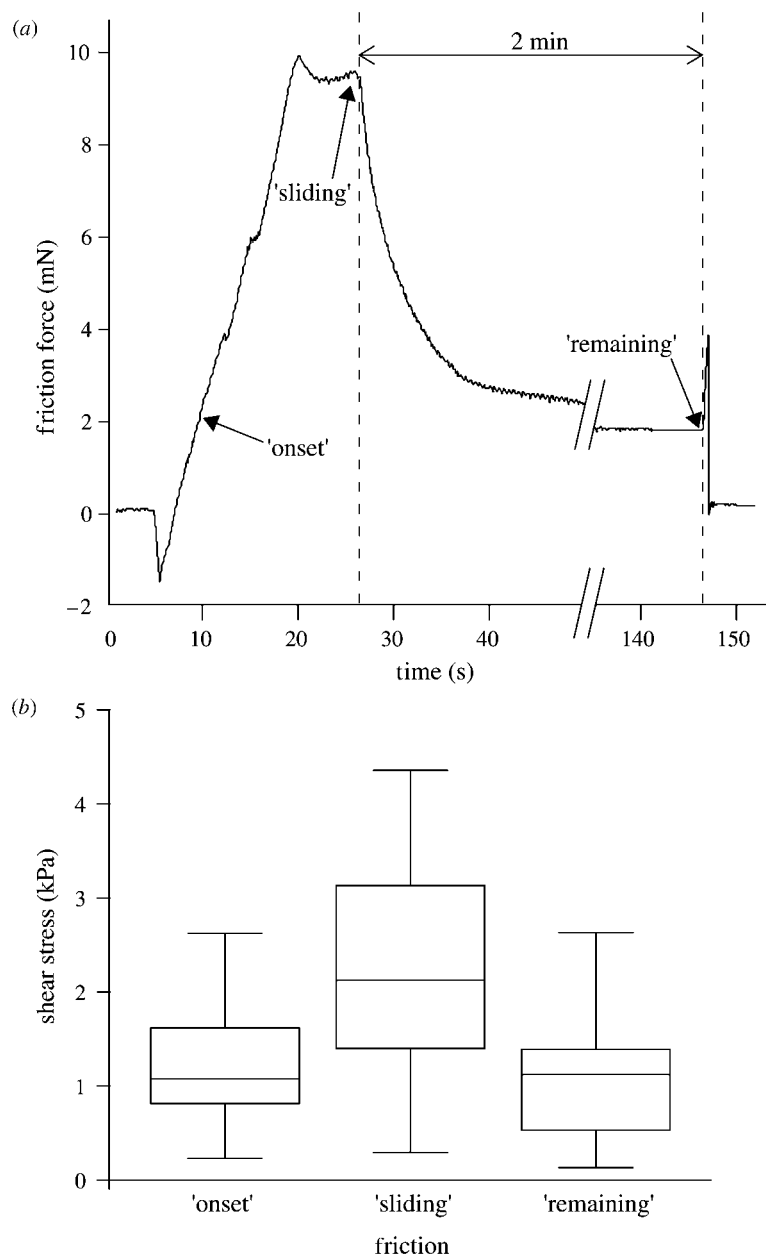 (a)
10
8
6
4
2
0
−2
friction force (mN)
2 min
'sliding'
'onset'
'remaining'
0 10 20 30 40 140 150
time (s)
(b)
5
4
3
2
1
0
shear stress (kPa)
'onset' 'sliding' 'remaining'
friction